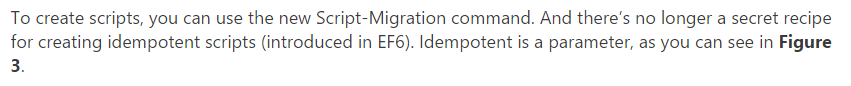 To create scripts, you can use the new Script-Migration command. And there’s no longer a secret recipe
for creating idempotent scripts (introduced in EF6). Idempotent is a parameter, as you can see in Figure
3.